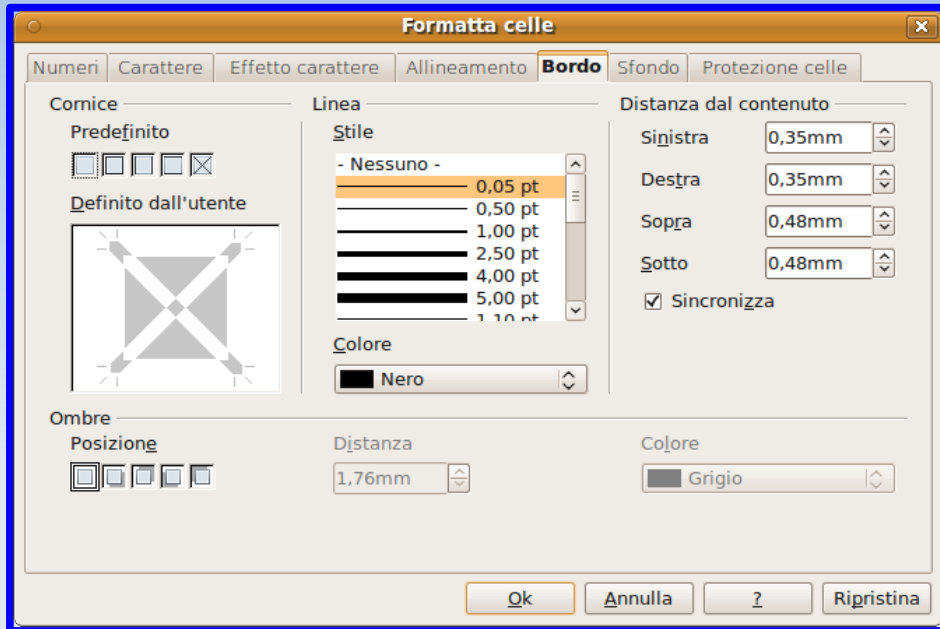 Formatta celle
Numeri Carattere Effetto carattere Allineamento Bordo Sfondo Protezione celle
Cornice
Predefinito
Definito dall'utente
Linea
Stile
- Nessuno -
0,05 pt
0,50 pt
1,00 pt
2,50 pt
4,00 pt
5,00 pt
1,10 pt
Colore
Nero
Distanza dal contenuto
Sinistra 0,35mm
Destra 0,35mm
Sopra 0,48mm
Sotto 0,48mm
Sincronizza
Ombre
Posizione
Distanza
1,76mm
Colore
Grigio
Ok Annulla ? Ripristina